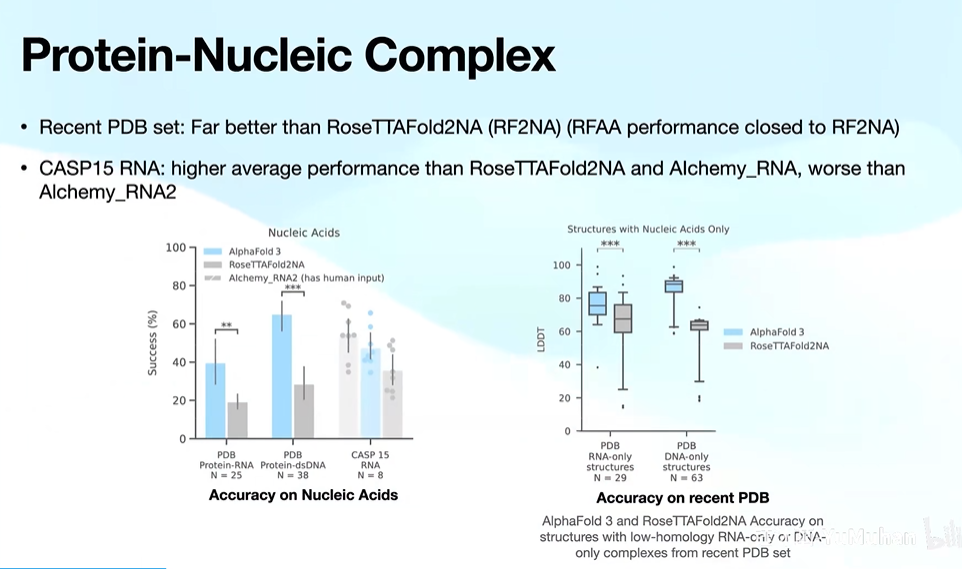 Protein-Nucleic Complex
• Recent PDB set: Far better than RoseTTAFold2NA (RF2NA) (RFAA performance closed to RF2NA)
• CASP15 RNA: higher average performance than RoseTTAFold2NA and Alchemy_RNA, worse than
Alchemy_RNA2
Nucleic Acids
AlphaFold 3
RoseTTAFold2NA
Alchemy_RNA2 (has human input)
Success (%)
100
80
60
40
20
0
**
***
PDB
Protein-RNA
N = 25
PDB
Protein-dsDNA
N = 38
CASP 15
RNA
N = 8
Accuracy on Nucleic Acids
Structures with Nucleic Acids Only
***
***
LDDT
100
80
60
40
20
0
AlphaFold 3
RoseTTAFold2NA
PDB
RNA-only
structures
N = 29
PDB
DNA-only
structures
N = 63
Accuracy on recent PDB
AlphaFold 3 and RoseTTAFold2NA Accuracy on
structures with low-homology RNA-only or DNA-
only complexes from recent PDB set